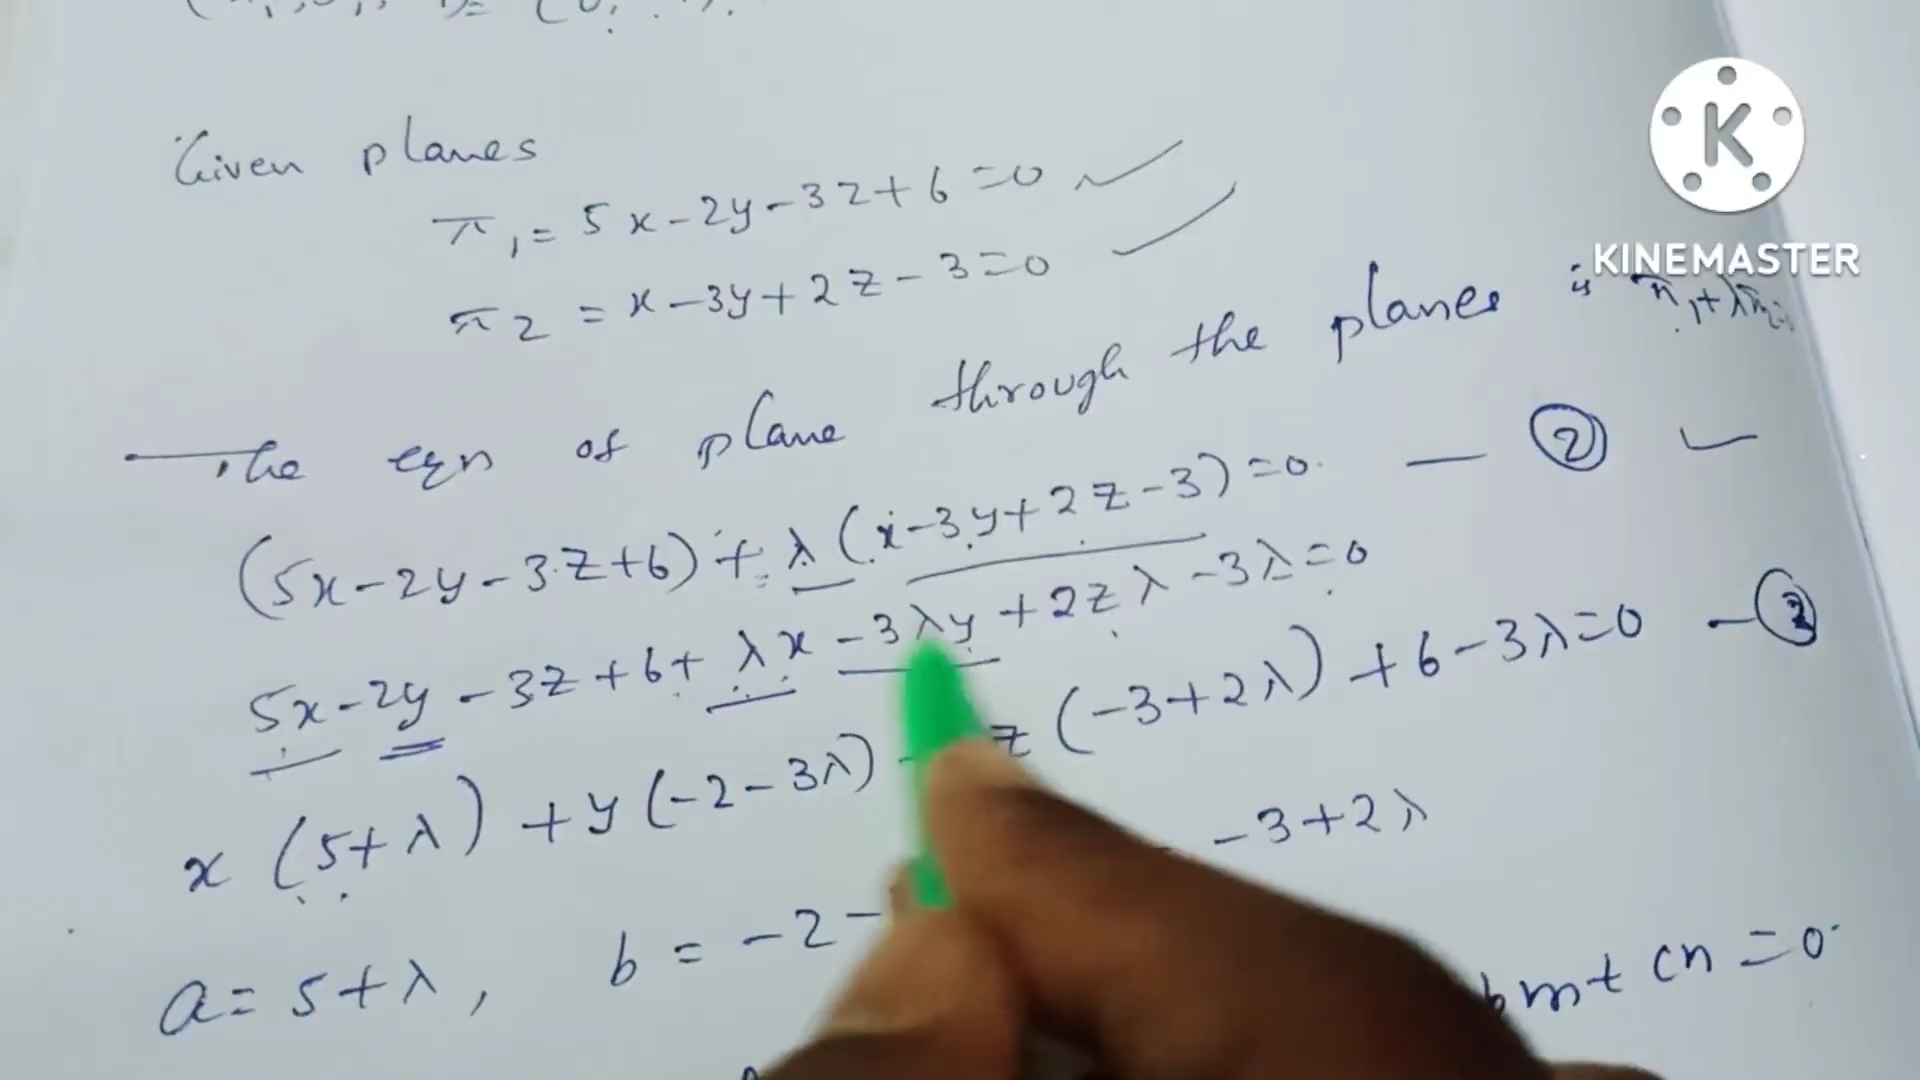 Given planes
π₁ = 5x - 2y - 3z + 6 = 0
π2 = x - 3y + 2z - 3 = 0
KINEMASTER
The eqn of plane through the planes is π₁ + λπ₂ =
(5x - 2y - 3z + 6) + λ (x - 3y + 2z - 3) = 0. — ②
5x - 2y - 3z + 6 + λx - 3λy + 2zλ - 3λ = 0
x (5 + λ) + y (-2 - 3λ) z (-3 + 2λ) + 6 - 3λ = 0 —
a = 5 + λ, b = -2 - -3 + 2λ
bm + cn = 0